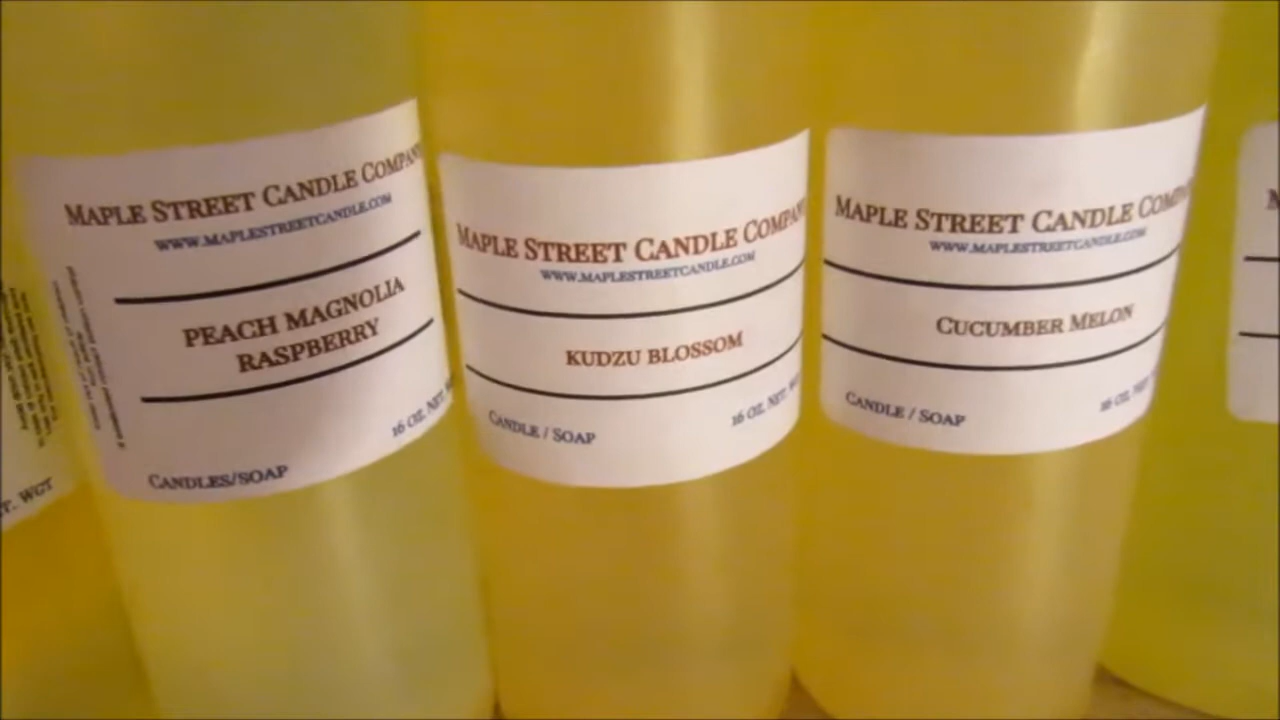 T. WGT
MAPLE STREET CANDLE COMPANY
WWW.MAPLESTREETCANDLE.COM
PEACH MAGNOLIA
RASPBERRY
16 OZ. NET.
CANDLES/SOAP
MAPLE STREET CANDLE COMPANY
WWW.MAPLESTREETCANDLE.COM
KUDZU BLOSSOM
CANDLE / SOAP
16 OZ. NET.
MAPLE STREET CANDLE COMPAN
WWW.MAPLESTREETCANDLE.COM
CUCUMBER MELON
CANDLE / SOAP
16 OZ. NET